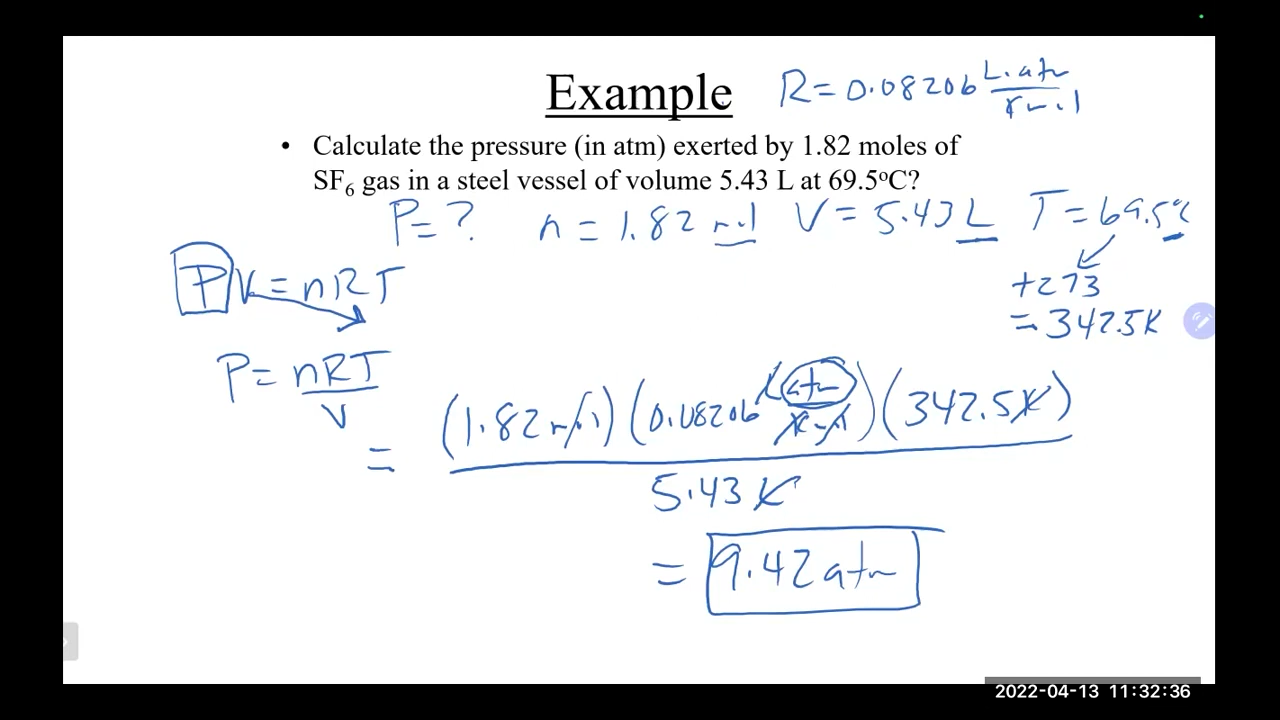 Example
R = 0.08206 L·atm
K mol
• Calculate the pressure (in atm) exerted by 1.82 moles of
SF₆ gas in a steel vessel of volume 5.43 L at 69.5ºC?
P = ? n = 1.82 mol V = 5.43 L T = 69.5°C
PV = nRT
+273
= 342.5K
P = nRT
V
= (1.82 mol) (0.08206 L atm
K mol) (342.5K)
5.43 L
= 9.42 atm
2022-04-13 11:32:36